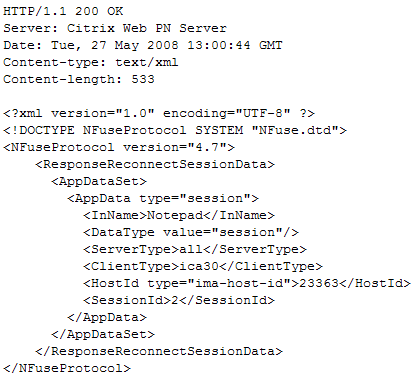 HTTP/1.1 200 OK
Server: Citrix Web PN Server
Date: Tue, 27 May 2008 13:00:44 GMT
Content-type: text/xml
Content-length: 533

<?xml version="1.0" encoding="UTF-8" ?>
<!DOCTYPE NFuseProtocol SYSTEM "NFuse.dtd">
<NFuseProtocol version="4.7">
    <ResponseReconnectSessionData>
      <AppDataSet>
        <AppData type="session">
          <InName>Notepad</InName>
          <DataType value="session"/>
          <ServerType>all</ServerType>
          <ClientType>ica30</ClientType>
          <HostId type="ima-host-id">23363</HostId>
          <SessionId>2</SessionId>
        </AppData>
      </AppDataSet>
    </ResponseReconnectSessionData>
</NFuseProtocol>